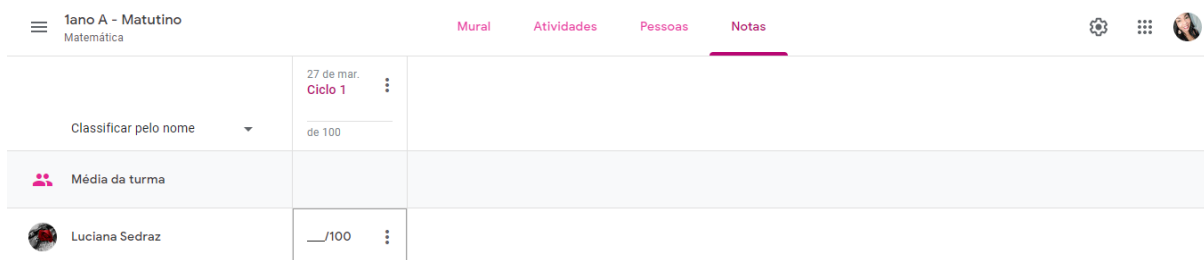 1ano A - Matutino
Matemática
Mural
Atividades
Pessoas
Notas
27 de mar.
Ciclo 1
Classificar pelo nome
de 100
Média da turma
Luciana Sedraz
__/100